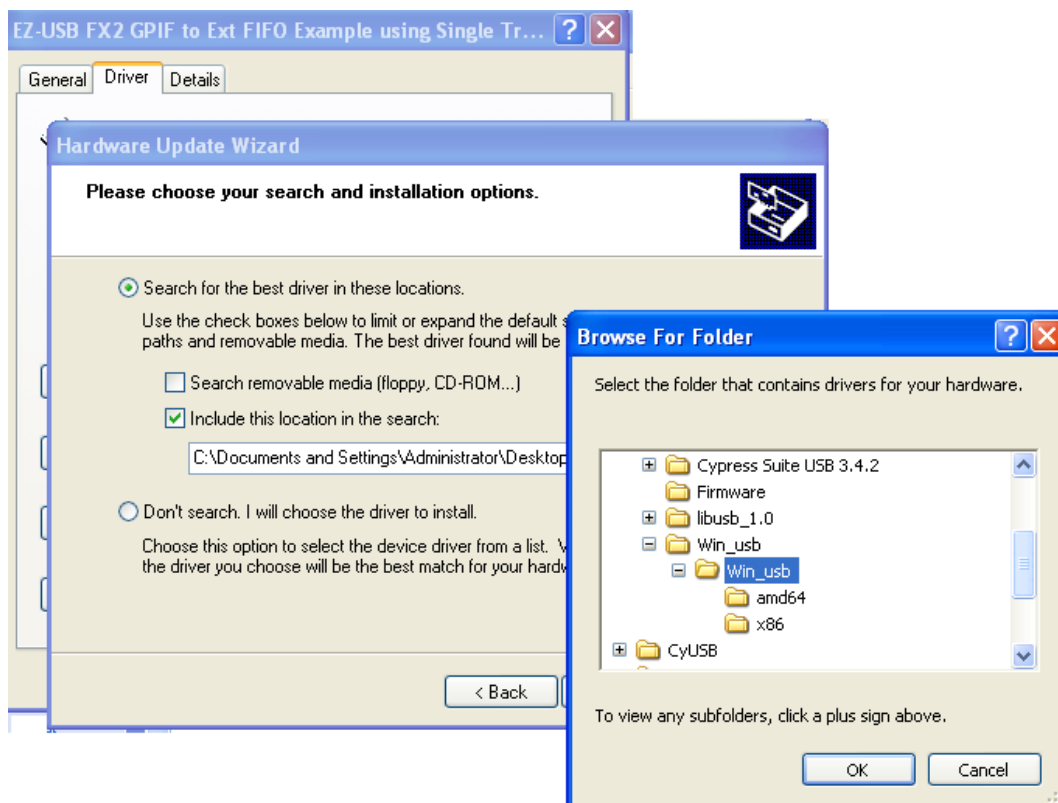 EZ-USB FX2 GPIF to Ext FIFO Example using Single Tr...
General Driver Details
Hardware Update Wizard
Please choose your search and installation options.
Search for the best driver in these locations.
Use the check boxes below to limit or expand the default s
paths and removable media. The best driver found will be
Search removable media (floppy, CD-ROM...)
Include this location in the search:
C:\Documents and Settings\Administrator\Desktop
Don't search. I will choose the driver to install.
Choose this option to select the device driver from a list.
the driver you choose will be the best match for your hardw
< Back
Browse For Folder
Select the folder that contains drivers for your hardware.
Cypress Suite USB 3.4.2
Firmware
libusb_1.0
Win_usb
Win_usb
amd64
x86
CyUSB
To view any subfolders, click a plus sign above.
OK Cancel